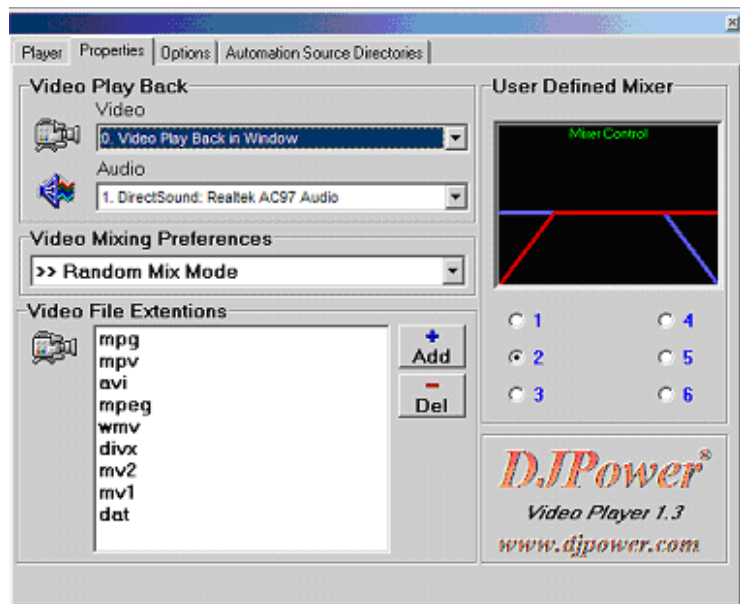 Player Properties Options Automation Source Directories
Video Play Back
Video
0. Video Play Back in Window
Audio
1. DirectSound: Realtek AC97 Audio
Video Mixing Preferences
>> Random Mix Mode
Video File Extentions
mpg
mpv
avi
mpeg
wmv
divx
mv2
mv1
dat
+
Add
−
Del
User Defined Mixer
Mixer Control
1 4
2 5
3 6
DJPower®
Video Player 1.3
www.djpower.com